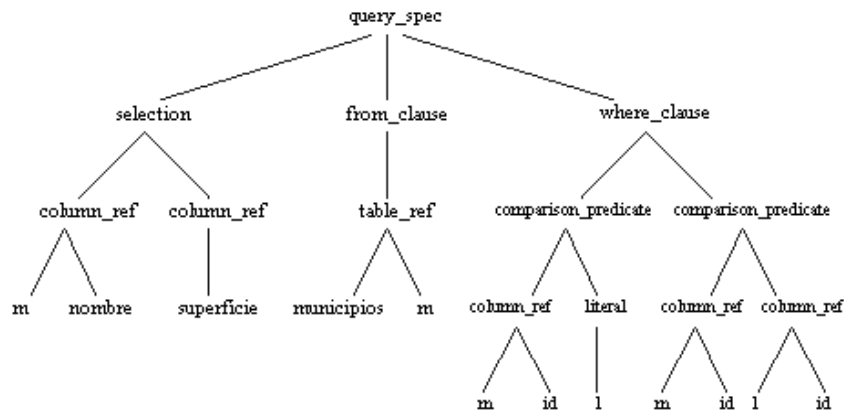 query_spec
selection from_clause where_clause
column_ref column_ref table_ref comparison_predicate comparison_predicate
m nombre superficie municipios m column_ref literal column_ref column_ref
m id 1 m id l id